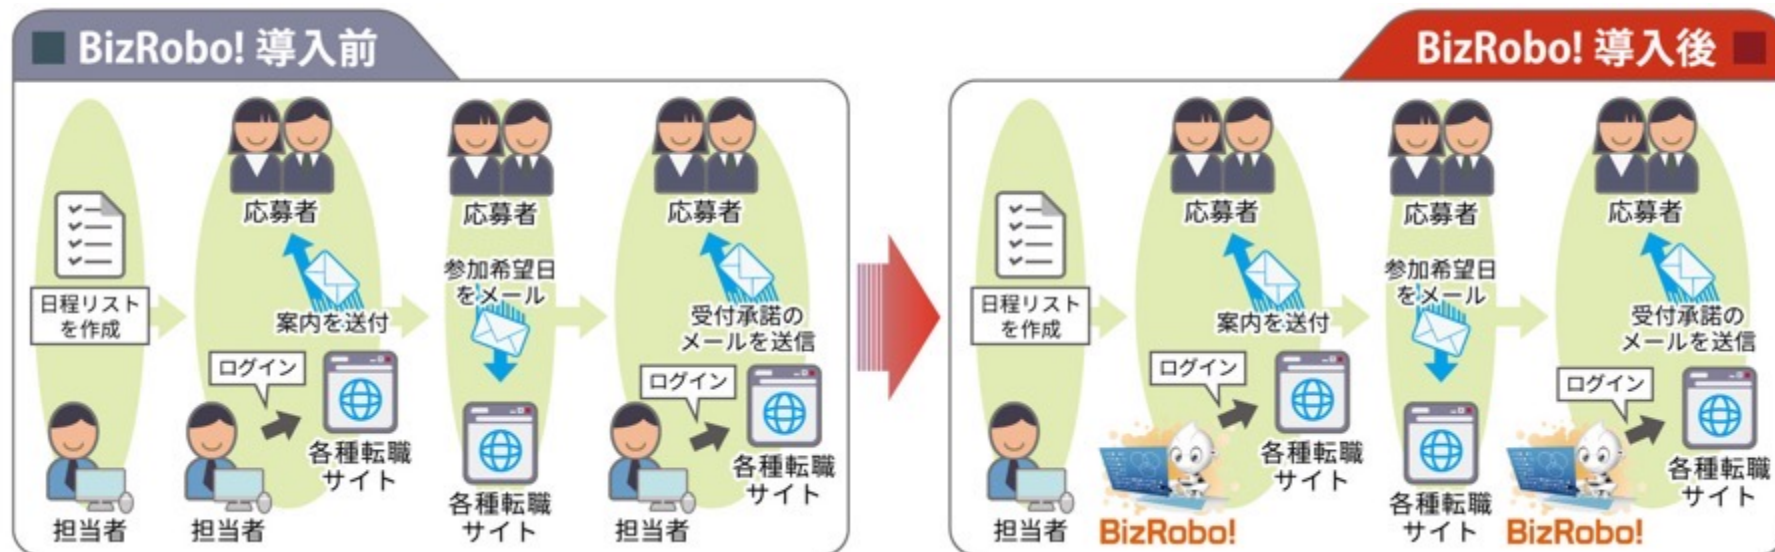 BizRobo! 導入前
応募者
応募者
応募者
日程リスト
を作成
案内を送付
参加希望日
をメール
受付承諾の
メールを送信
ログイン
ログイン
各種転職
サイト
各種転職
サイト
各種転職
サイト
担当者
担当者
担当者
BizRobo! 導入後
応募者
応募者
応募者
日程リスト
を作成
案内を送付
参加希望日
をメール
受付承諾の
メールを送信
ログイン
ログイン
各種転職
サイト
各種転職
サイト
各種転職
サイト
担当者
BizRobo!
BizRobo!